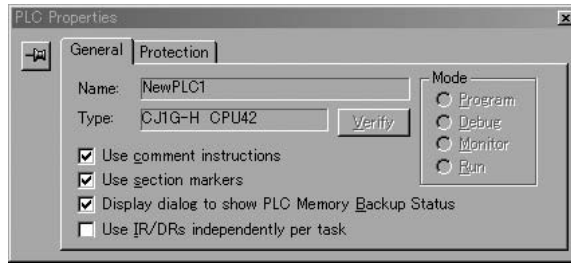 PLC Properties
General Protection
Name: NewPLC1
Type: CJ1G-H CPU42 Verify
Mode
Program
Debug
Monitor
Run
Use comment instructions
Use section markers
Display dialog to show PLC Memory Backup Status
Use IR/DRs independently per task